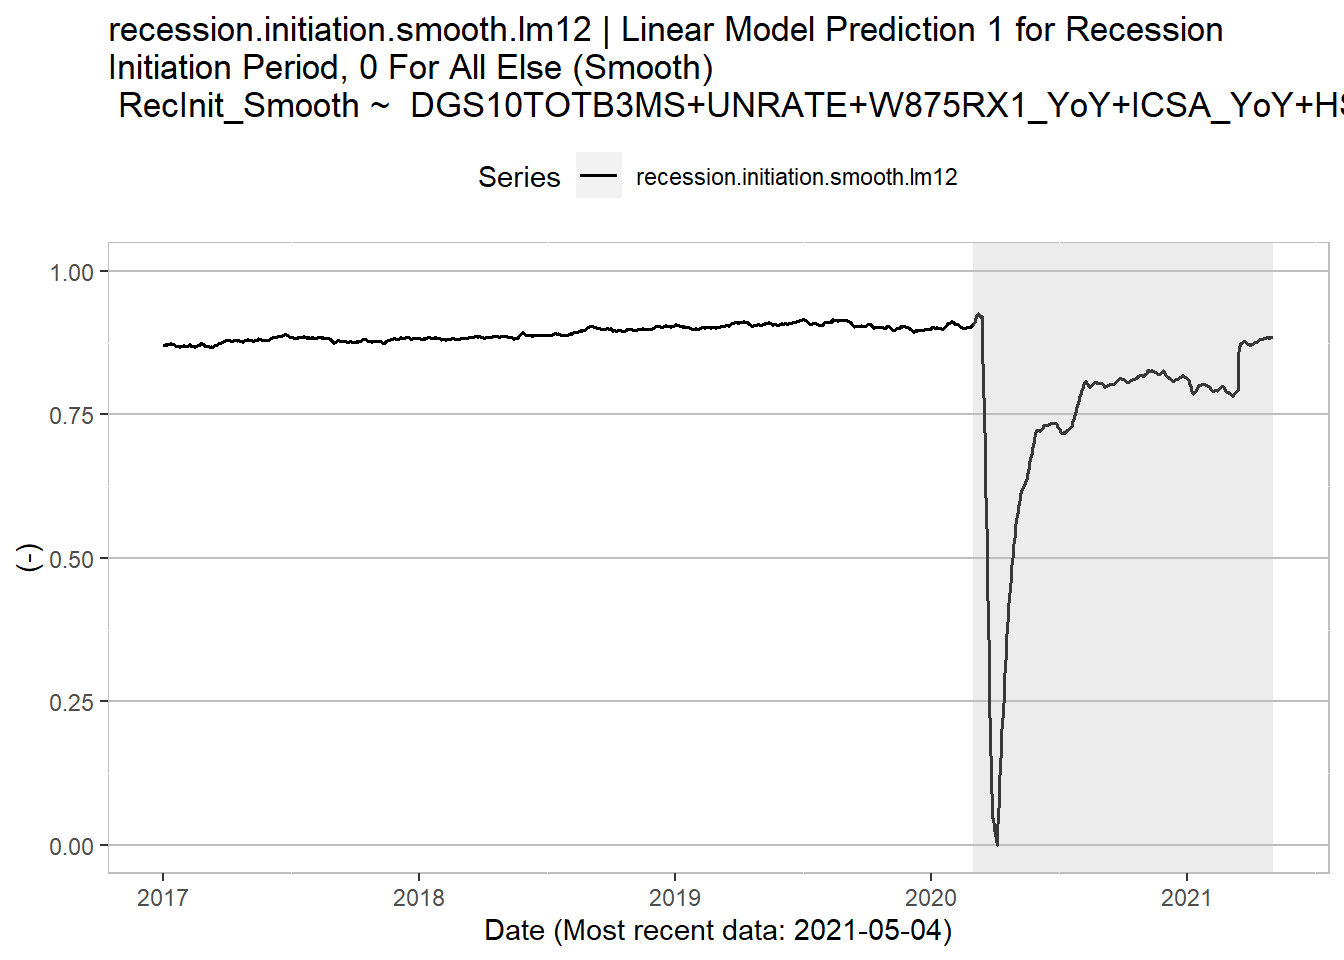 recession.initiation.smooth.lm12 | Linear Model Prediction 1 for Recession
Initiation Period, 0 For All Else (Smooth)
RecInit_Smooth ~ DGS10TOTB3MS+UNRATE+W875RX1_YoY+ICSA_YoY+HS
Series recession.initiation.smooth.lm12
1.00
0.75
0.50
0.25
0.00
(-)
2017 2018 2019 2020 2021
Date (Most recent data: 2021-05-04)